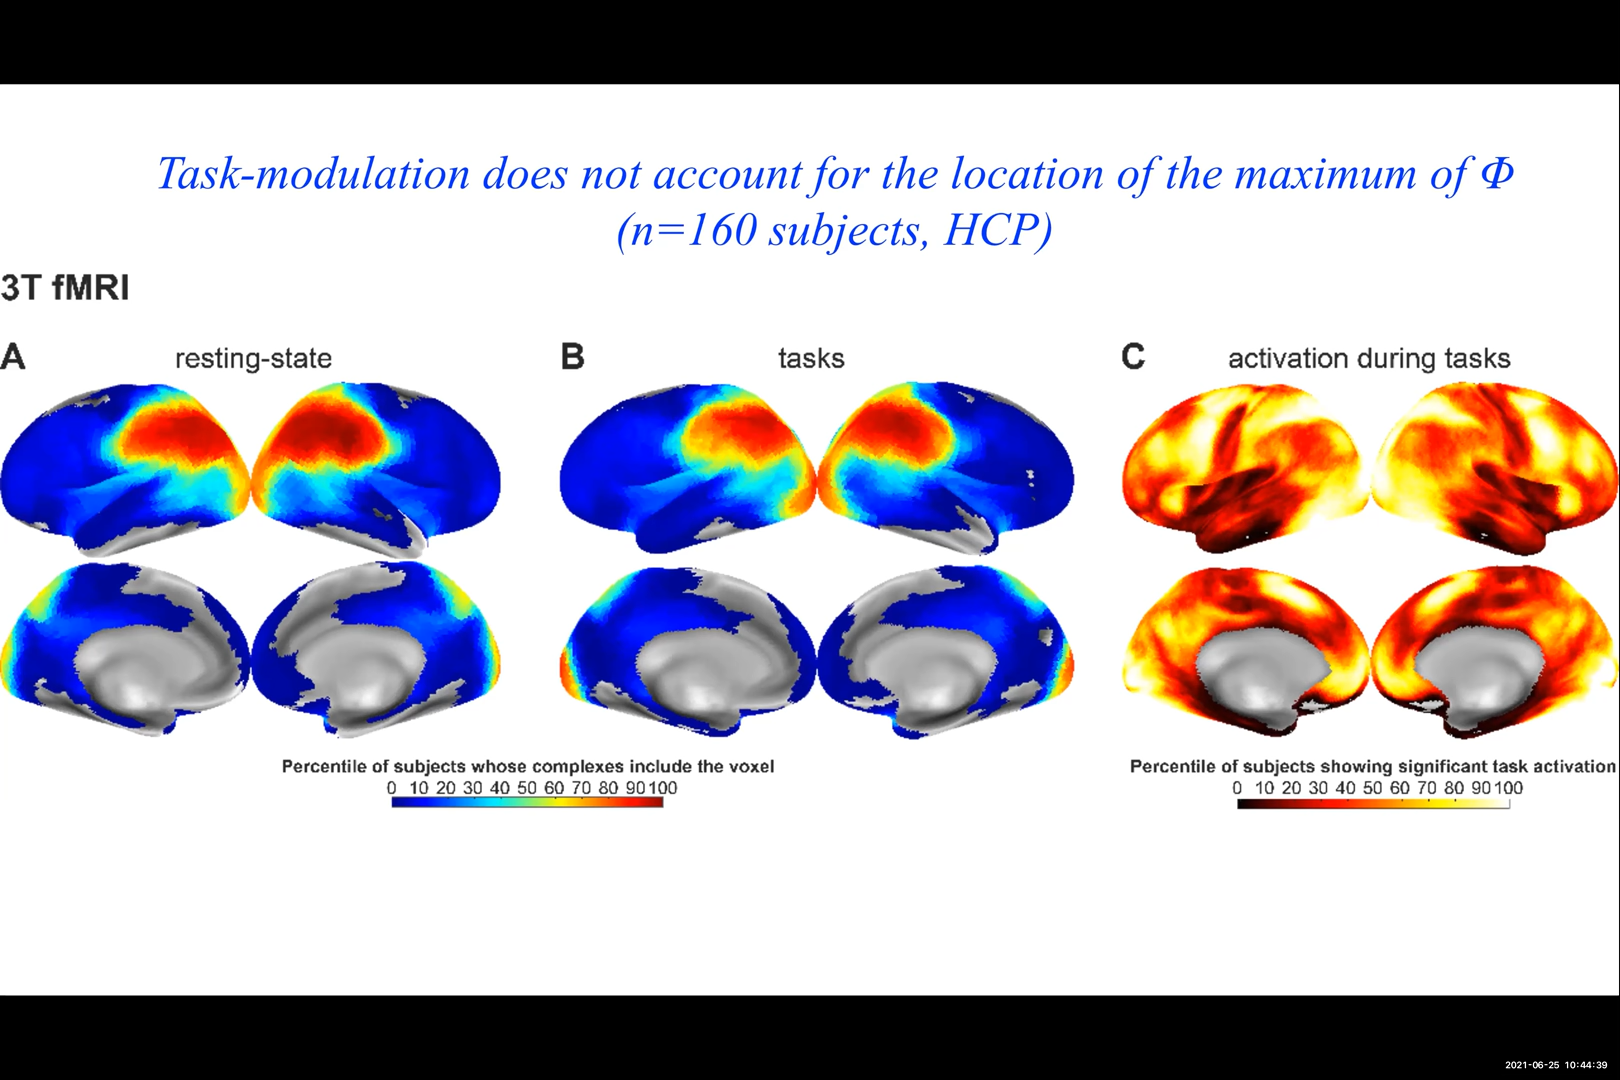 Task-modulation does not account for the location of the maximum of Φ
(n=160 subjects, HCP)
3T fMRI
A resting-state
B tasks
C activation during tasks
Percentile of subjects whose complexes include the voxel
0 10 20 30 40 50 60 70 80 90 100
Percentile of subjects showing significant task activation
0 10 20 30 40 50 60 70 80 90 100
2021-06-25 10:44:39